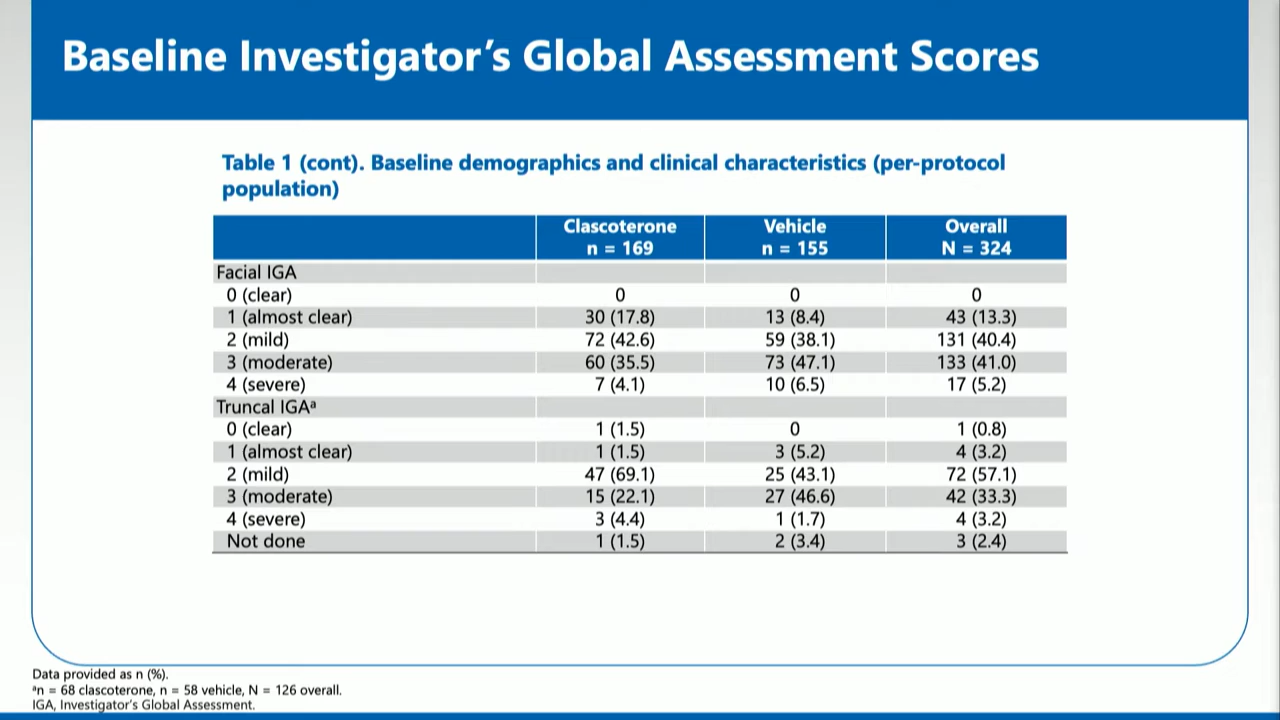 Baseline Investigator's Global Assessment Scores
Table 1 (cont). Baseline demographics and clinical characteristics (per-protocol
population)
Clascoterone Vehicle Overall
n = 169 n = 155 N = 324
Facial IGA
0 (clear) 0 0 0
1 (almost clear) 30 (17.8) 13 (8.4) 43 (13.3)
2 (mild) 72 (42.6) 59 (38.1) 131 (40.4)
3 (moderate) 60 (35.5) 73 (47.1) 133 (41.0)
4 (severe) 7 (4.1) 10 (6.5) 17 (5.2)
Truncal IGAᵃ
0 (clear) 1 (1.5) 0 1 (0.8)
1 (almost clear) 1 (1.5) 3 (5.2) 4 (3.2)
2 (mild) 47 (69.1) 25 (43.1) 72 (57.1)
3 (moderate) 15 (22.1) 27 (46.6) 42 (33.3)
4 (severe) 3 (4.4) 1 (1.7) 4 (3.2)
Not done 1 (1.5) 2 (3.4) 3 (2.4)
Data provided as n (%).
ᵃn = 68 clascoterone, n = 58 vehicle, N = 126 overall.
IGA, Investigator's Global Assessment.